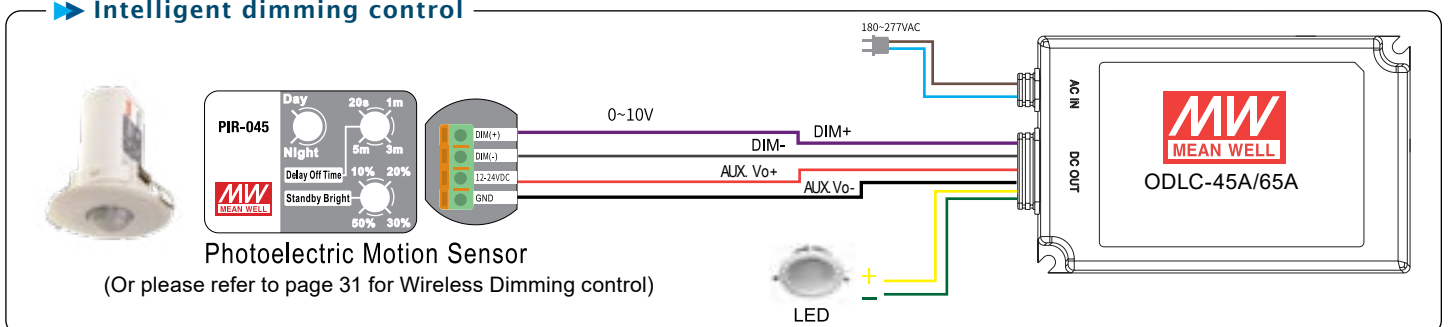 Intelligent dimming control
180~277VAC
PIR-045
Day
Night
20s 1m
5m 3m
Delay Off Time
10% 20%
Standby Bright
50% 30%
MW
MEAN WELL
DIM(+)
DIM(-)
12-24VDC
GND
0~10V
DIM+
DIM-
AUX. Vo+
AUX. Vo-
AC IN
DC OUT
MW
MEAN WELL
ODLC-45A/65A
Photoelectric Motion Sensor
(Or please refer to page 31 for Wireless Dimming control)
+
−
LED